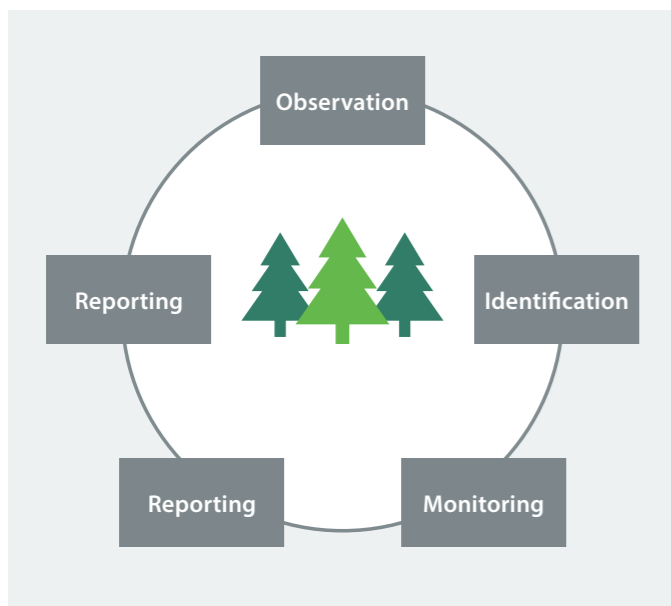 Observation
Reporting
Identification
Reporting
Monitoring